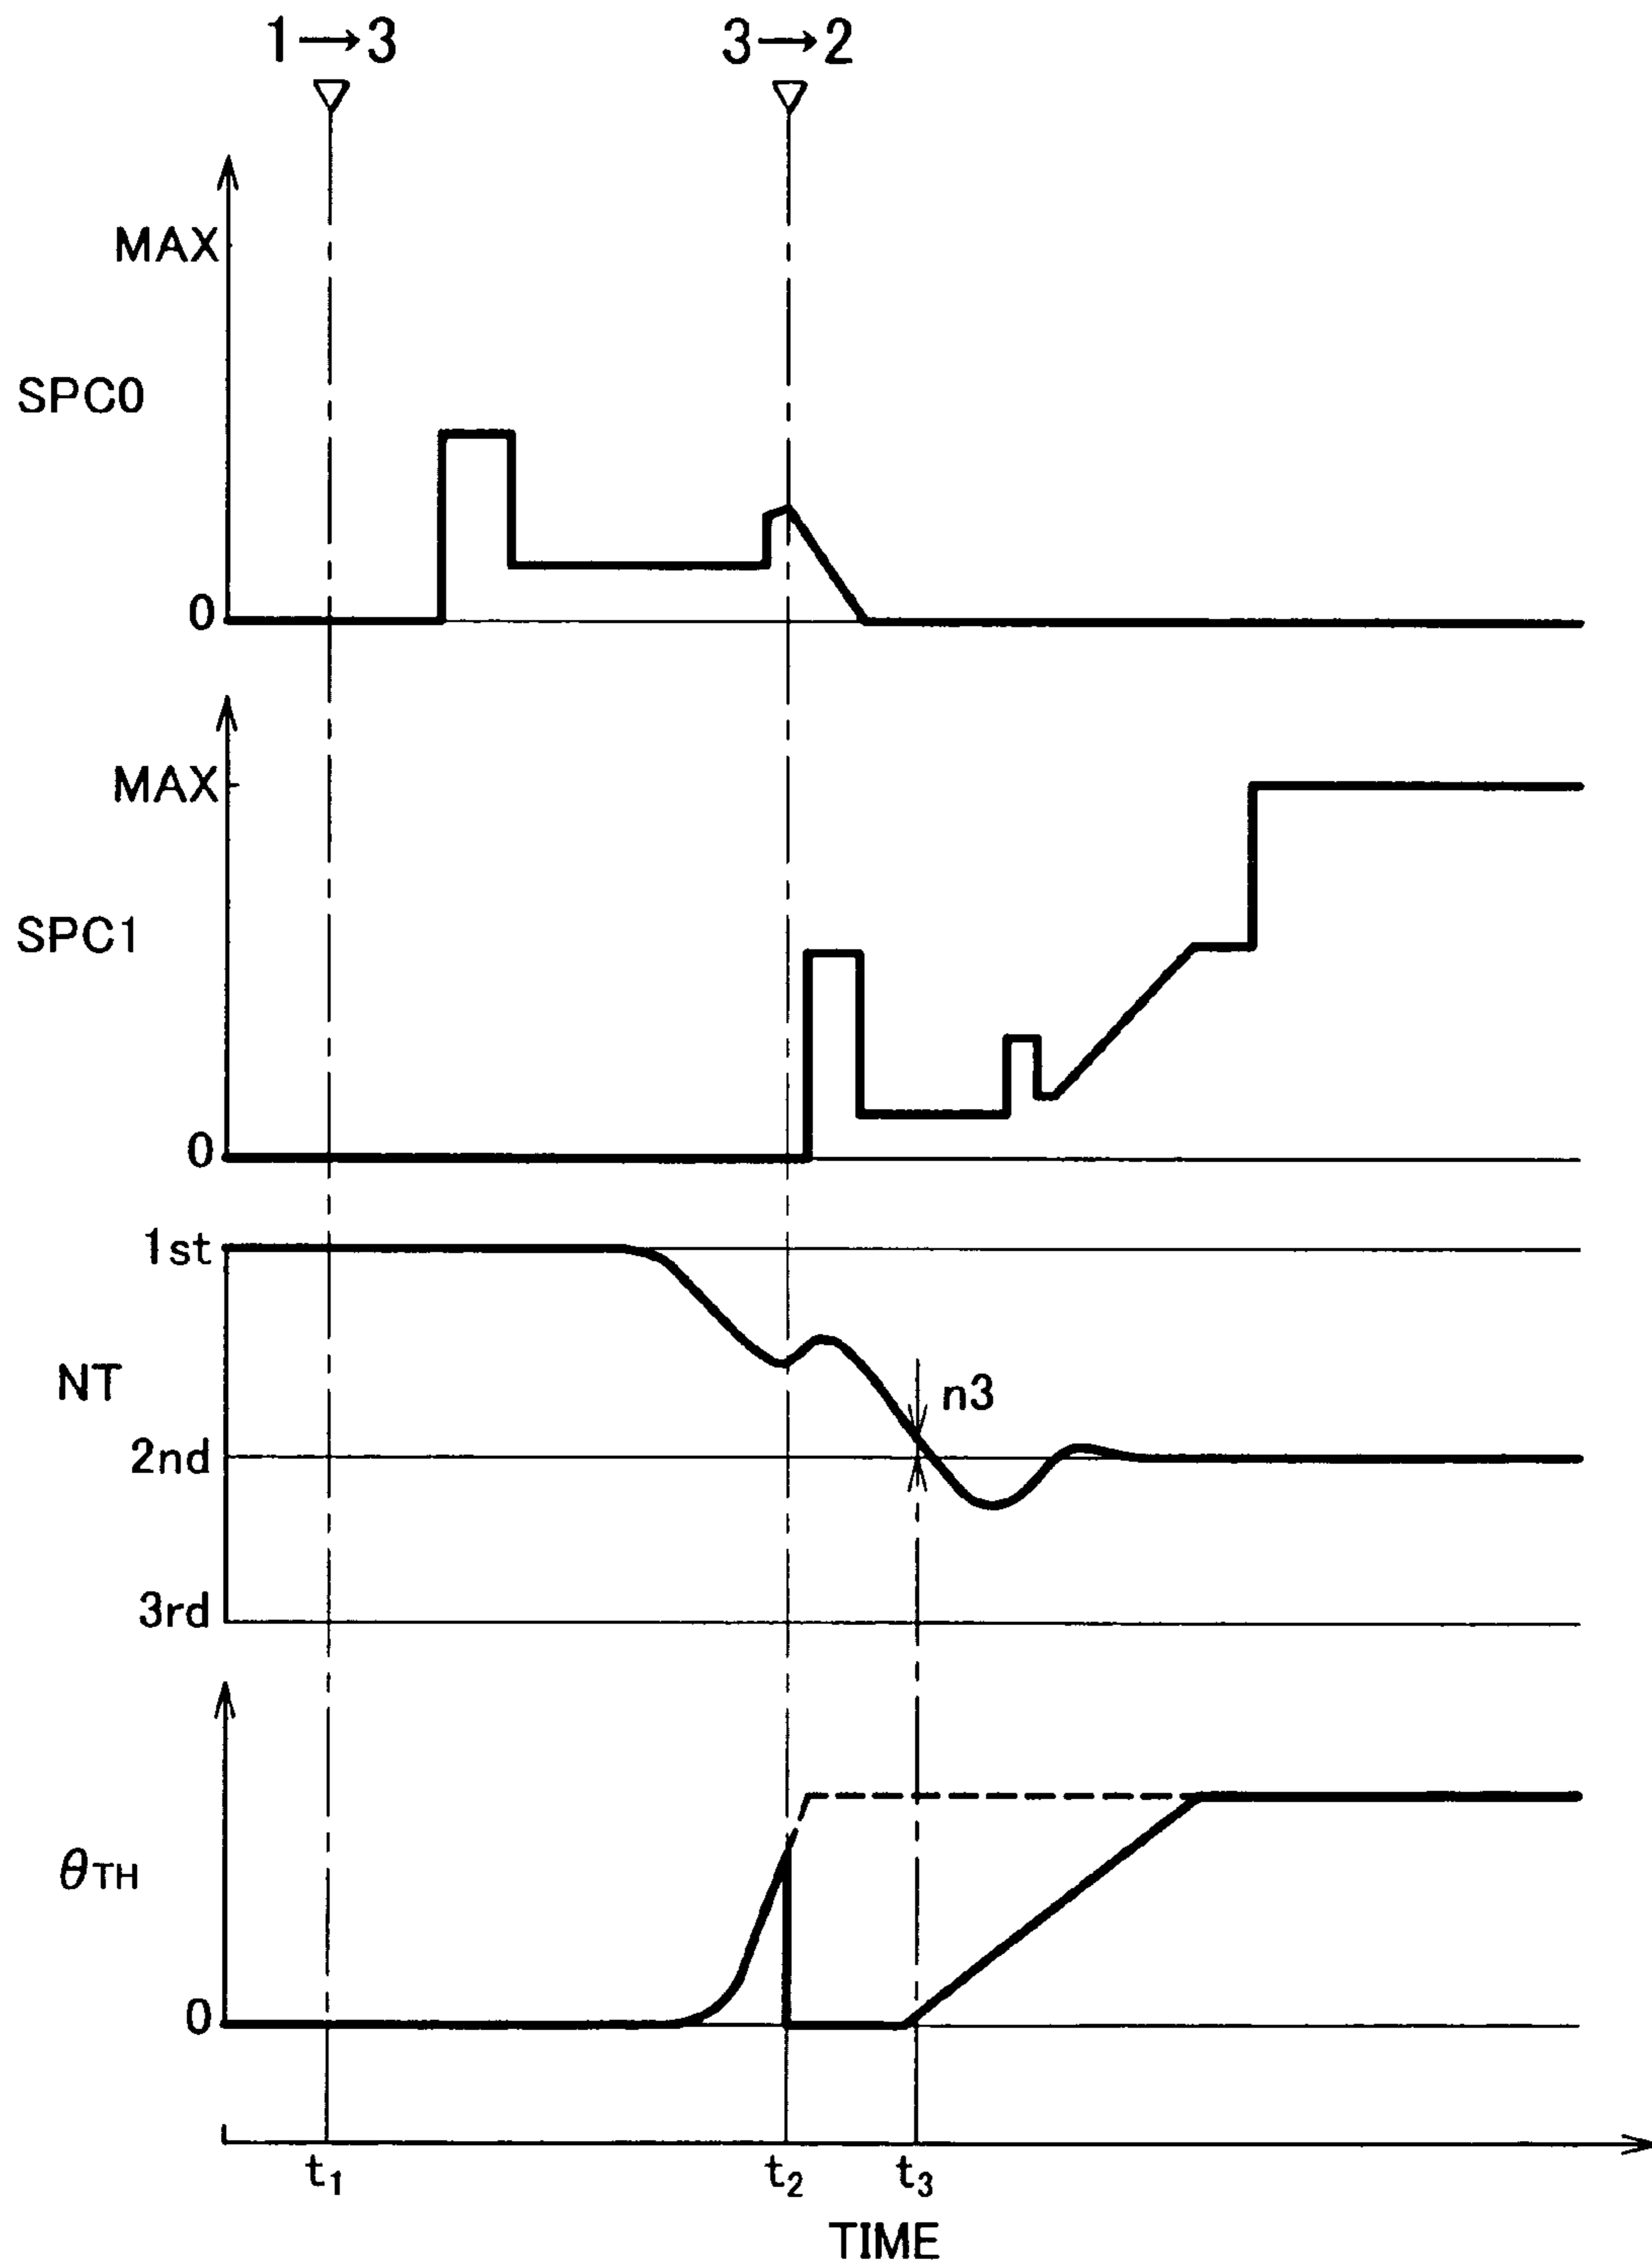 1→3 3→2
MAX
SPC0
0
MAX
SPC1
0
1st
NT
n3
2nd
3rd
θTH
0
t1 t2 t3
TIME